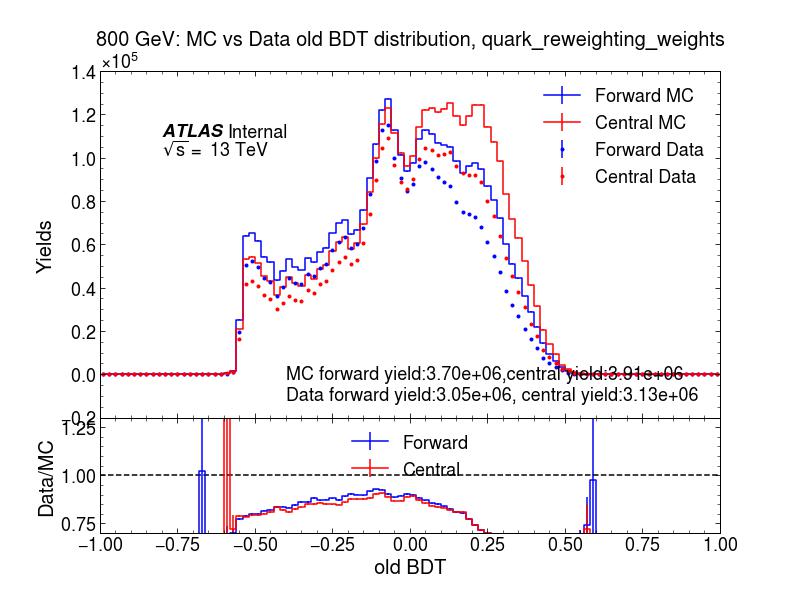 800 GeV: MC vs Data old BDT distribution, quark_reweighting_weights
×10⁵
1.4
1.2
1.0
0.8
0.6
0.4
0.2
0.0
−0.2
Yields
ATLAS Internal
√s = 13 TeV
Forward MC
Central MC
Forward Data
Central Data
MC forward yield:3.70e+06,central yield:3.91e+06
Data forward yield:3.05e+06, central yield:3.13e+06
1.25
1.00
0.75
Data/MC
Forward
Central
−1.00 −0.75 −0.50 −0.25 0.00 0.25 0.50 0.75 1.00
old BDT